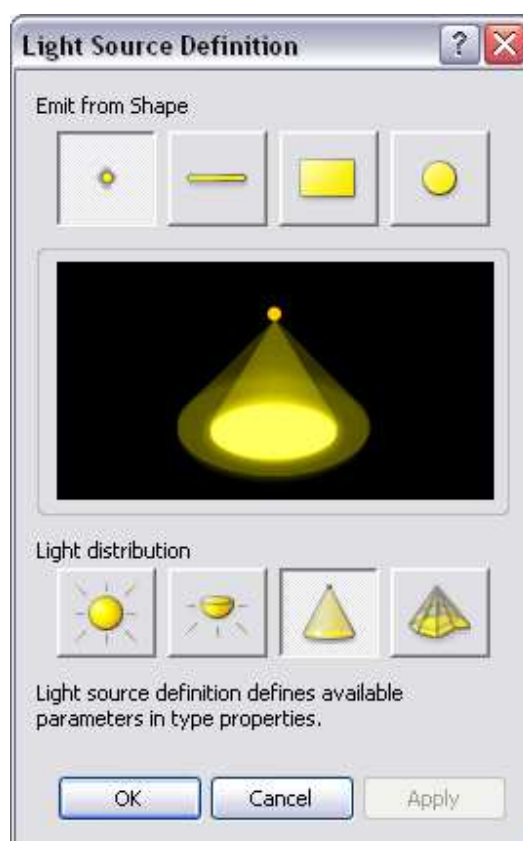 Light Source Definition
?
Emit from Shape
Light distribution
Light source definition defines available
parameters in type properties.
OK
Cancel
Apply